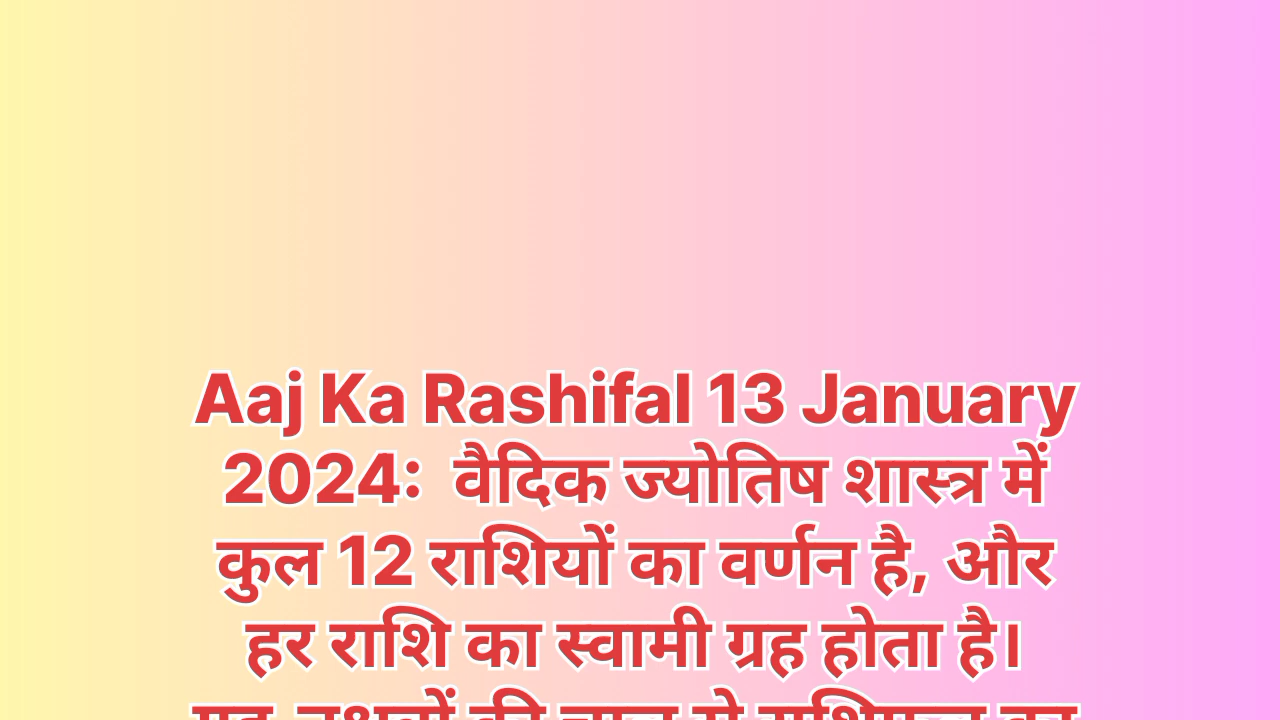 Aaj Ka Rashifal 13 January
2024: वैदिक ज्योतिष शास्त्र में
कुल 12 राशियों का वर्णन है, और
हर राशि का स्वामी ग्रह होता है।